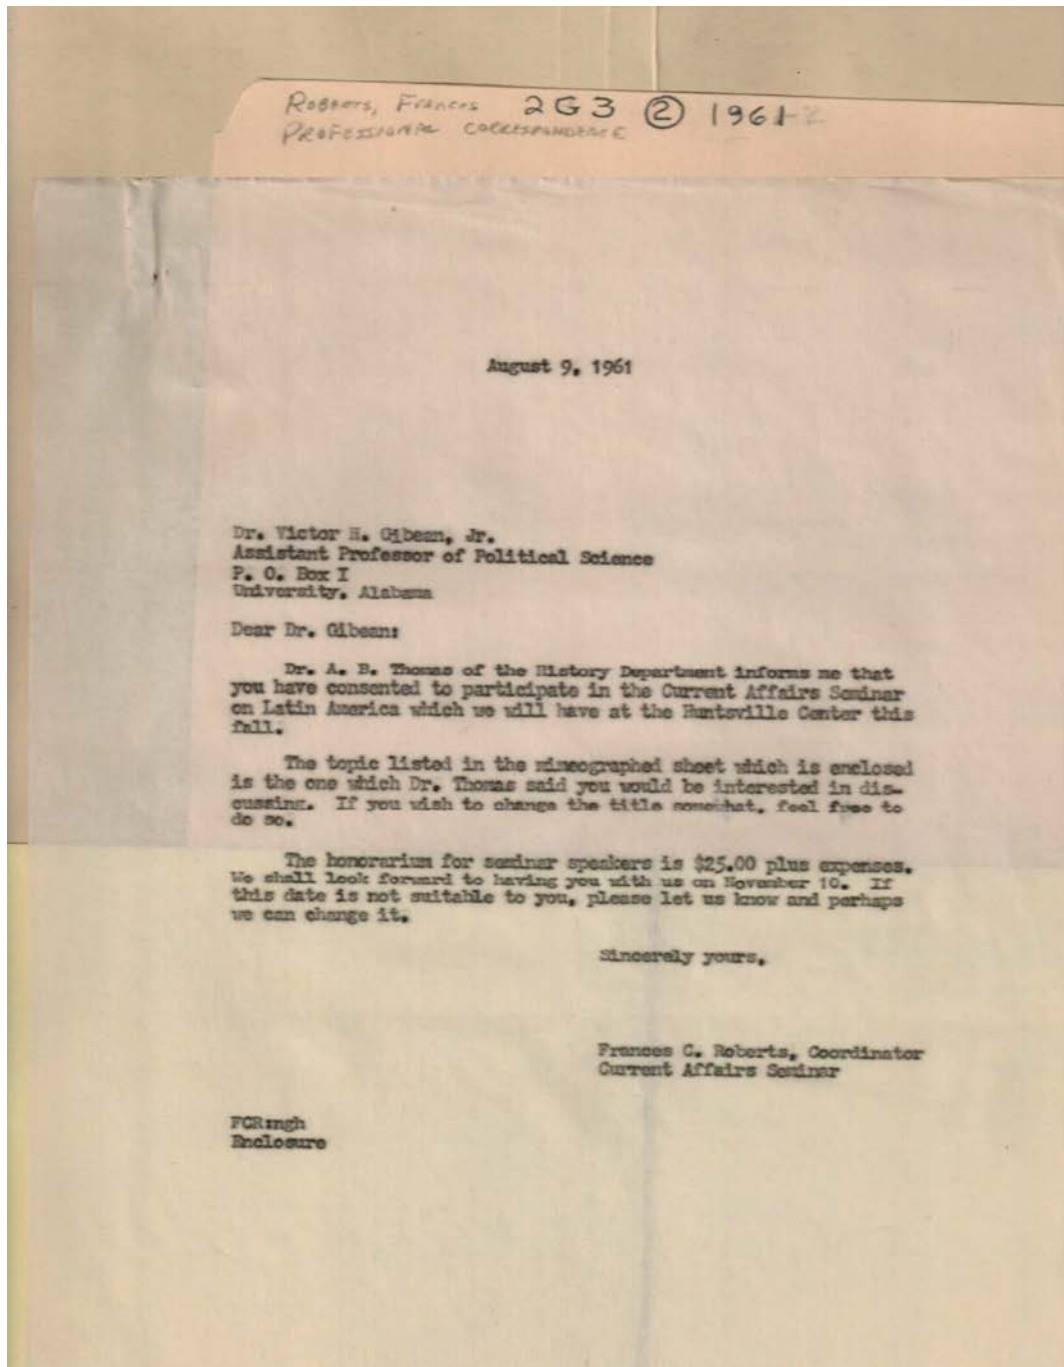 Roberts, Frances 2G3 ② 1961-2
PROFESSIONAL CORRESPONDENCE
August 9, 1961
Dr. Victor H. Gibean, Jr.
Assistant Professor of Political Science
P. O. Box I
University, Alabama
Dear Dr. Gibean:
Dr. A. B. Thomas of the History Department informs me that
you have consented to participate in the Current Affairs Seminar
on Latin America which we will have at the Huntsville Center this
fall.
The topic listed in the mimeographed sheet which is enclosed
is the one which Dr. Thomas said you would be interested in dis-
cussing. If you wish to change the title somewhat, feel free to
do so.
The honorarium for seminar speakers is $25.00 plus expenses.
We shall look forward to having you with us on November 10. If
this date is not suitable to you, please let us know and perhaps
we can change it.
Sincerely yours,
Frances C. Roberts, Coordinator
Current Affairs Seminar
FCR:ngh
Enclosure